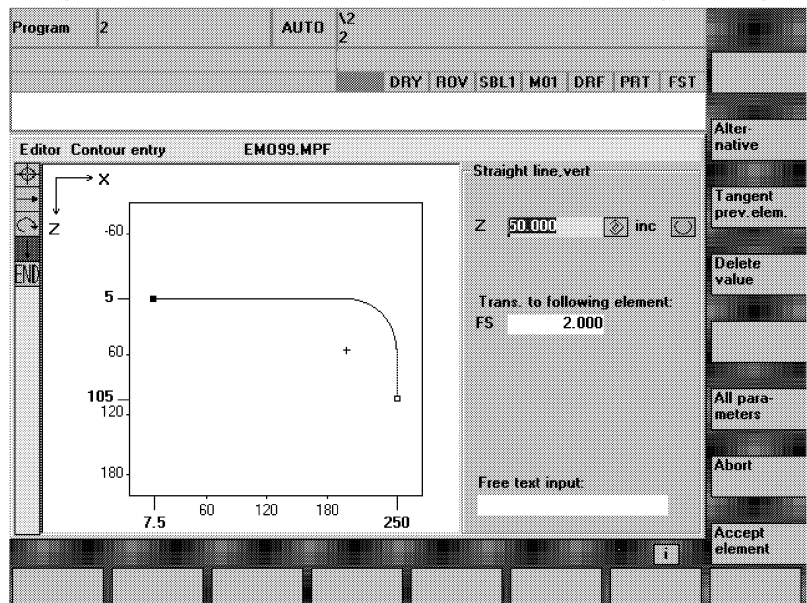 Program 2 AUTO \2
2
DRY ROV SBL1 M01 DRF PRT FST
Editor Contour entry EMO99.MPF
END
X
Z
-60
5
60
105
120
180
7.5 60 120 180 250
Straight line,vert
Z 50.000 inc
Trans. to following element:
FS 2.000
Free text input:
Alter-
native
Tangent
prev.elem.
Delete
value
All para-
meters
Abort
Accept
element
i